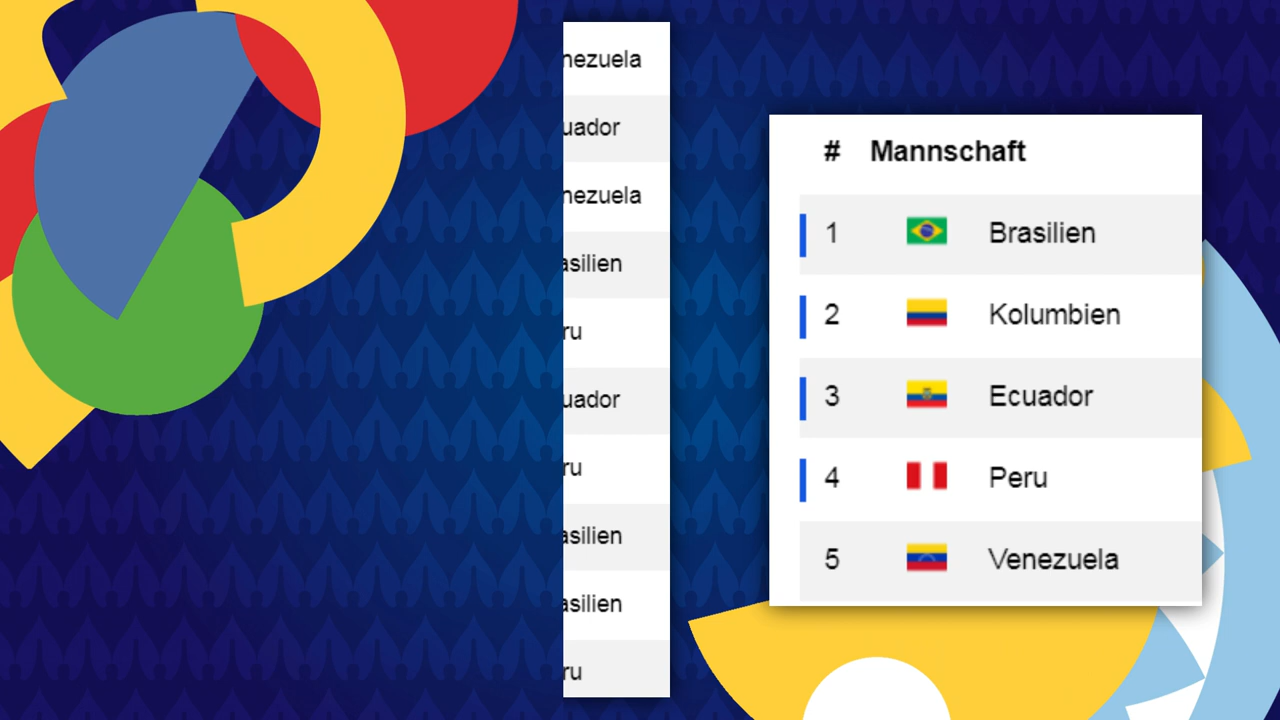 nezuela
uador
nezuela
asilien
ru
uador
ru
asilien
asilien
ru
# Mannschaft
1 Brasilien
2 Kolumbien
3 Ecuador
4 Peru
5 Venezuela